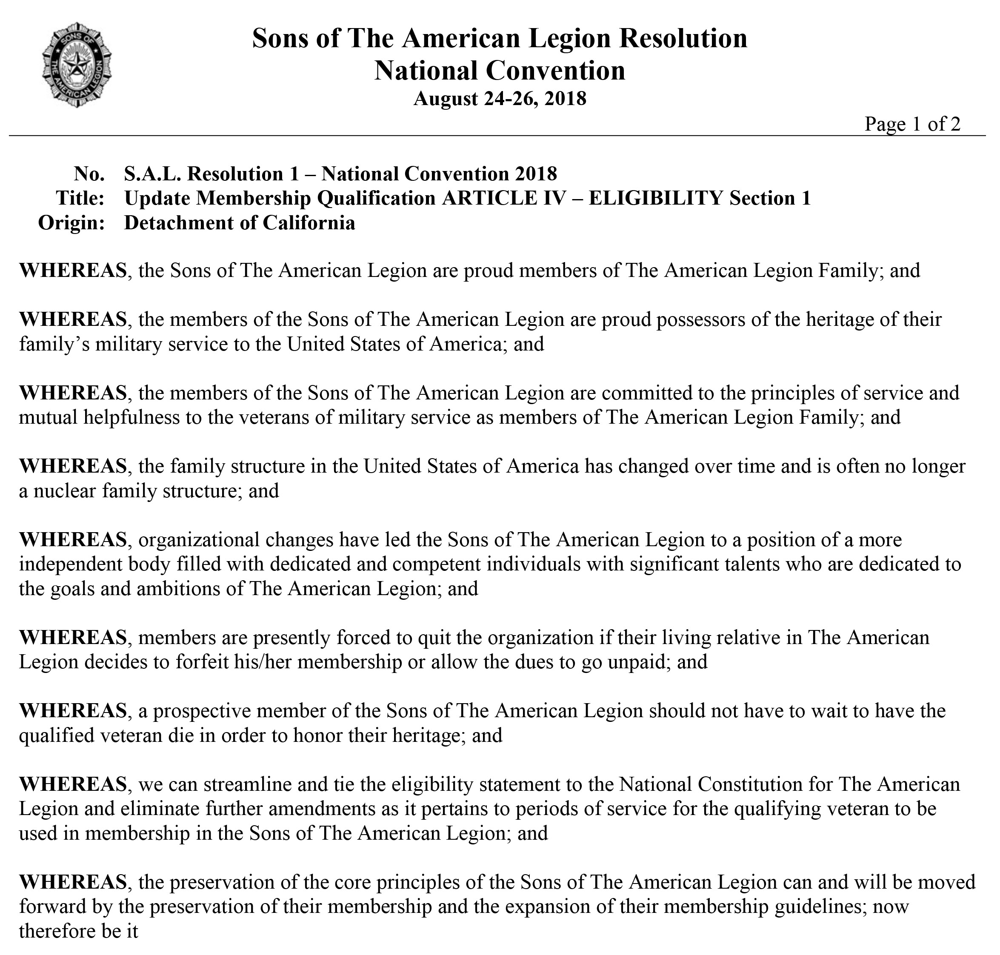 SONS OF
THE AMERICAN LEGION
Sons of The American Legion Resolution
National Convention
August 24-26, 2018
Page 1 of 2
No. S.A.L. Resolution 1 – National Convention 2018
Title: Update Membership Qualification ARTICLE IV – ELIGIBILITY Section 1
Origin: Detachment of California
WHEREAS, the Sons of The American Legion are proud members of The American Legion Family; and
WHEREAS, the members of the Sons of The American Legion are proud possessors of the heritage of their
family’s military service to the United States of America; and
WHEREAS, the members of the Sons of The American Legion are committed to the principles of service and
mutual helpfulness to the veterans of military service as members of The American Legion Family; and
WHEREAS, the family structure in the United States of America has changed over time and is often no longer
a nuclear family structure; and
WHEREAS, organizational changes have led the Sons of The American Legion to a position of a more
independent body filled with dedicated and competent individuals with significant talents who are dedicated to
the goals and ambitions of The American Legion; and
WHEREAS, members are presently forced to quit the organization if their living relative in The American
Legion decides to forfeit his/her membership or allow the dues to go unpaid; and
WHEREAS, a prospective member of the Sons of The American Legion should not have to wait to have the
qualified veteran die in order to honor their heritage; and
WHEREAS, we can streamline and tie the eligibility statement to the National Constitution for The American
Legion and eliminate further amendments as it pertains to periods of service for the qualifying veteran to be
used in membership in the Sons of The American Legion; and
WHEREAS, the preservation of the core principles of the Sons of The American Legion can and will be moved
forward by the preservation of their membership and the expansion of their membership guidelines; now
therefore be it